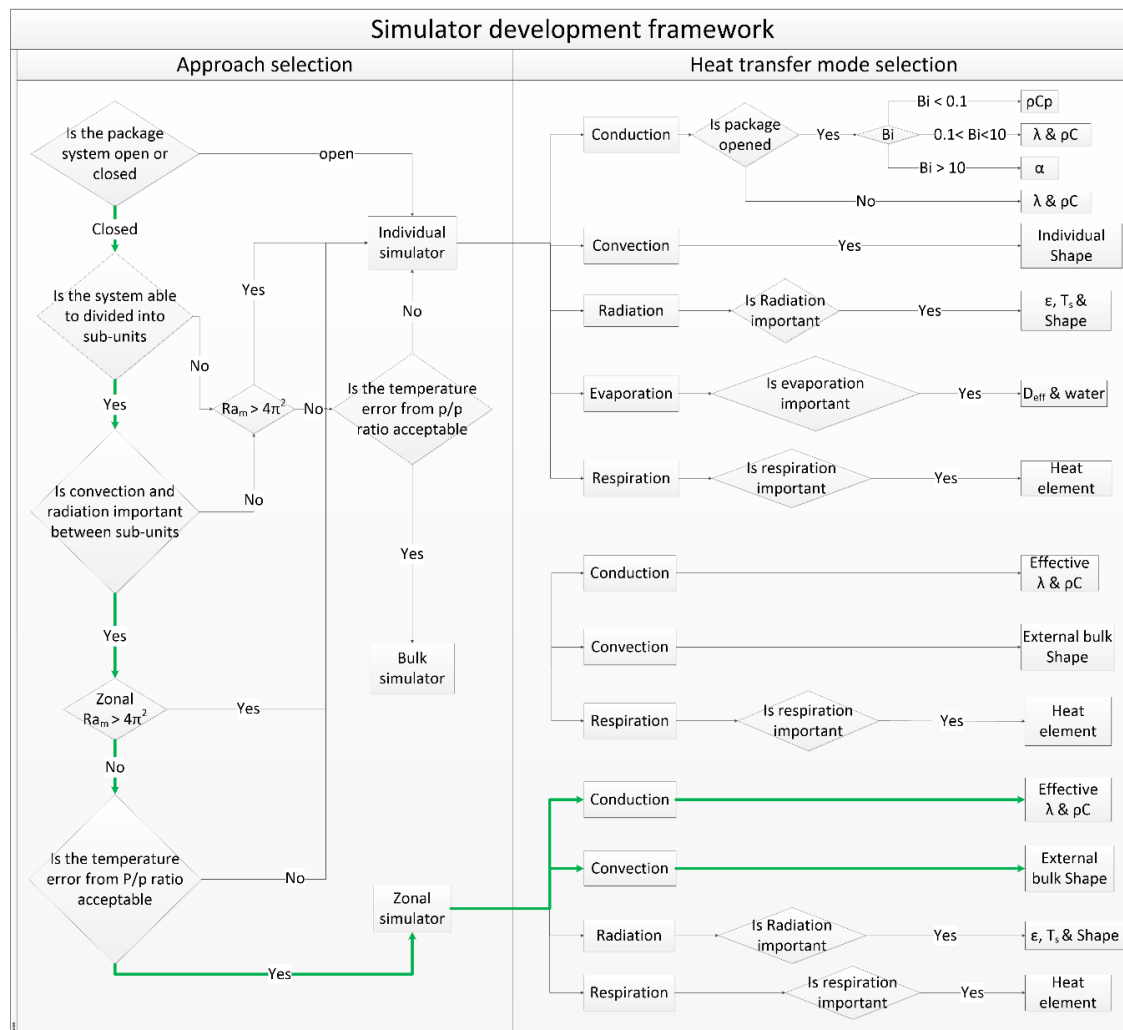 Simulator development framework
Approach selection
Heat transfer mode selection
Is the package
system open or
closed
open
Closed
Is the system able
to divided into
sub-units
No
Yes
Is convection and
radiation important
between sub-units
No
Yes
Zonal
Raₘ > 4π²
Yes
No
Is the temperature
error from P/p ratio
acceptable
No
Yes
Raₘ > 4π²
Yes
No
Is the temperature
error from p/p
ratio acceptable
No
Yes
Individual
simulator
Bulk
simulator
Zonal
simulator
Conduction
Is package
opened
Yes
Bi
Bi < 0.1
ρCp
0.1< Bi<10
λ & ρC
Bi > 10
α
No
λ & ρC
Convection
Yes
Individual
Shape
Radiation
Is Radiation
important
Yes
ε, Tₛ &
Shape
Evaporation
Is evaporation
important
Yes
D_eff & water
Respiration
Is respiration
important
Yes
Heat
element
Conduction
Effective
λ & ρC
Convection
External bulk
Shape
Respiration
Is respiration
important
Yes
Heat
element
Conduction
Effective
λ & ρC
Convection
External
bulk Shape
Radiation
Is Radiation
important
Yes
ε, Tₛ & Shape
Respiration
Is respiration
important
Yes
Heat
element